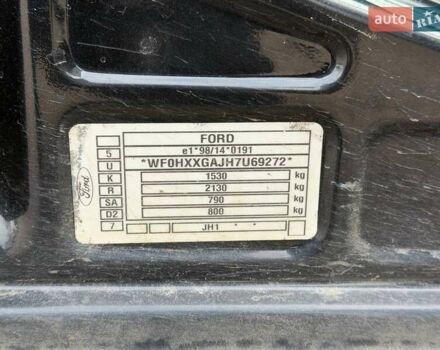 auto RIA
FORD
5 e1*98/14*0191
U *WF0HXXGAJH7U69272*
K 1530 kg
R 2130 kg
SA 790 kg
D2 800 kg
7 JH1
Ford